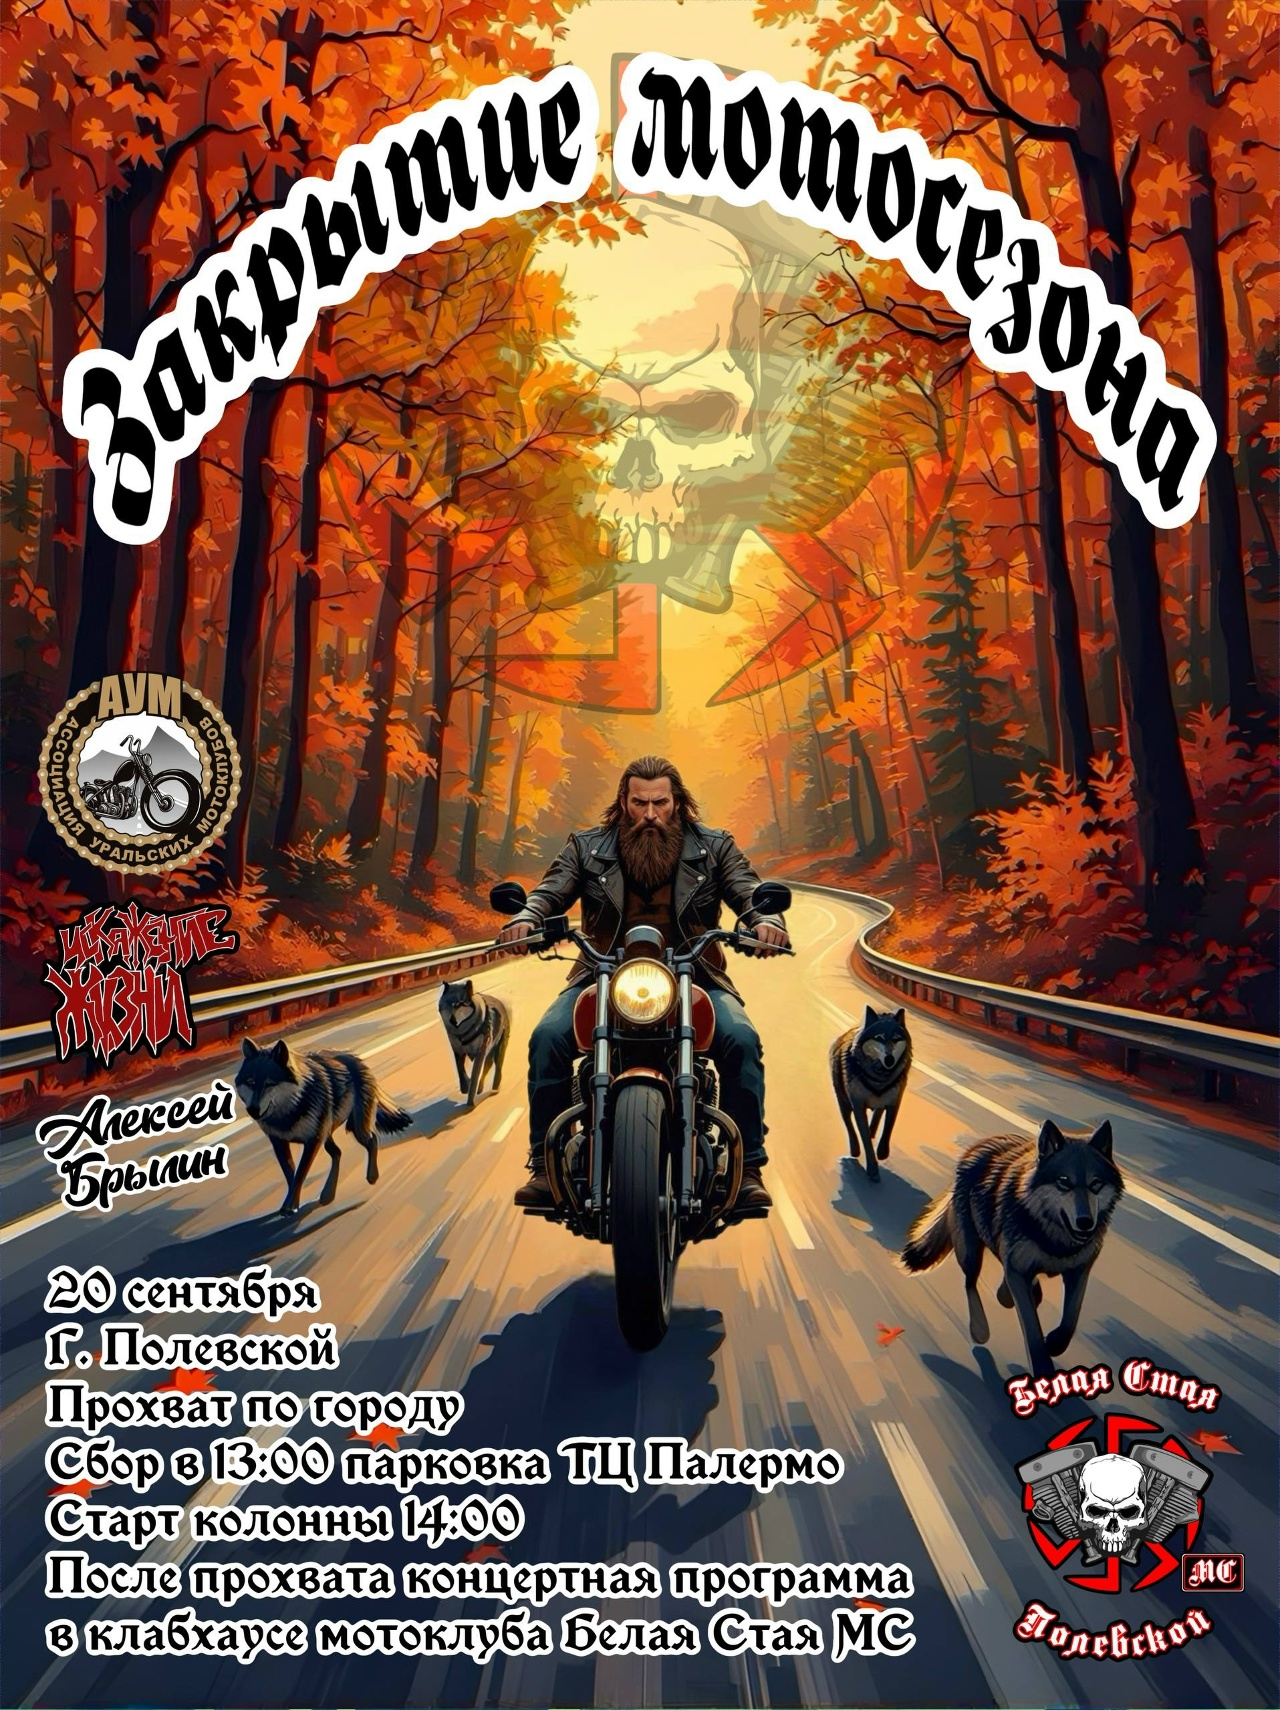 Закрытие мотосезона
АУМ
АССОЦИАЦИЯ УРАЛЬСКИХ МОТОКЛУБОВ
ИСКАЖЕНИЕ
ЖИЗНИ
Алексей
Брылин
20 сентября
Г. Полевской
Прохват по городу
Сбор в 13:00 парковка ТЦ Палермо
Старт колонны 14:00
После прохвата концертная программа
в клабхаусе мотоклуба Белая Стая МС
Белая Стая
МС
Полевской